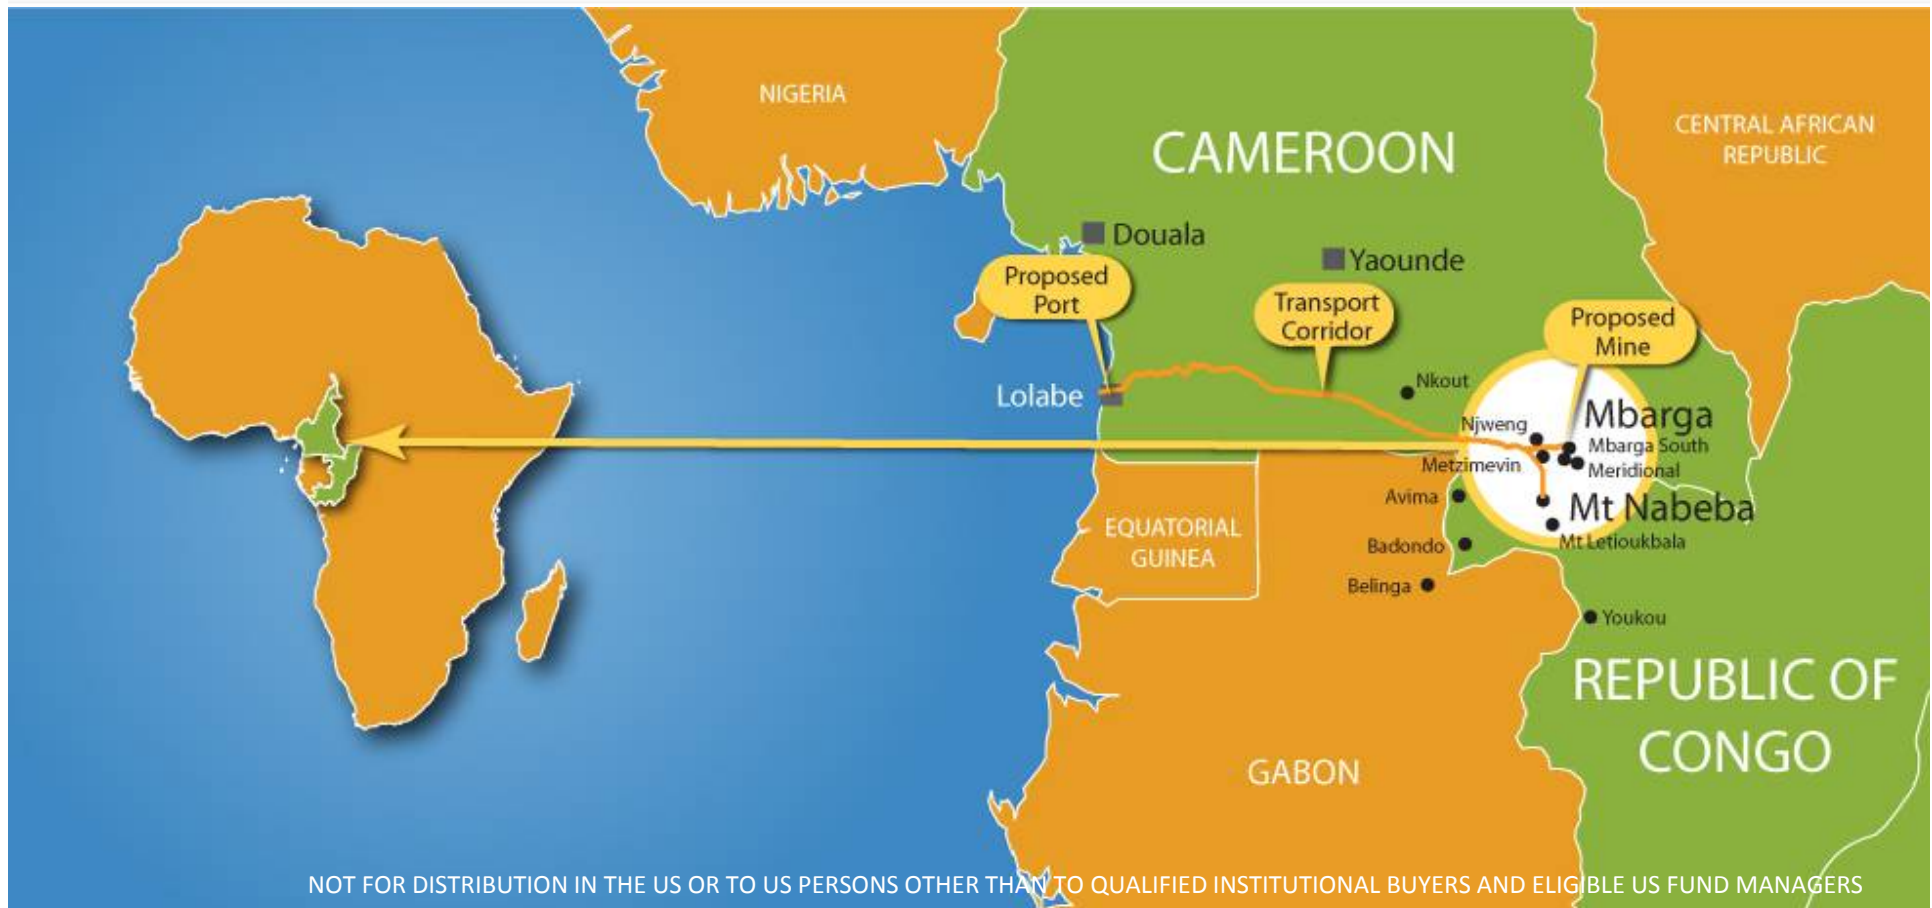 NIGERIA
CAMEROON
CENTRAL AFRICAN
REPUBLIC
Douala
Yaounde
Proposed
Port
Transport
Corridor
Proposed
Mine
Lolabe
Nkout
Njweng
Mbarga
Mbarga South
Metzimevin
Meridional
Avima
Mt Nabeba
EQUATORIAL
GUINEA
Badondo
Mt Letioukbala
Belinga
Youkou
REPUBLIC OF
CONGO
GABON
NOT FOR DISTRIBUTION IN THE US OR TO US PERSONS OTHER THAN TO QUALIFIED INSTITUTIONAL BUYERS AND ELIGIBLE US FUND MANAGERS